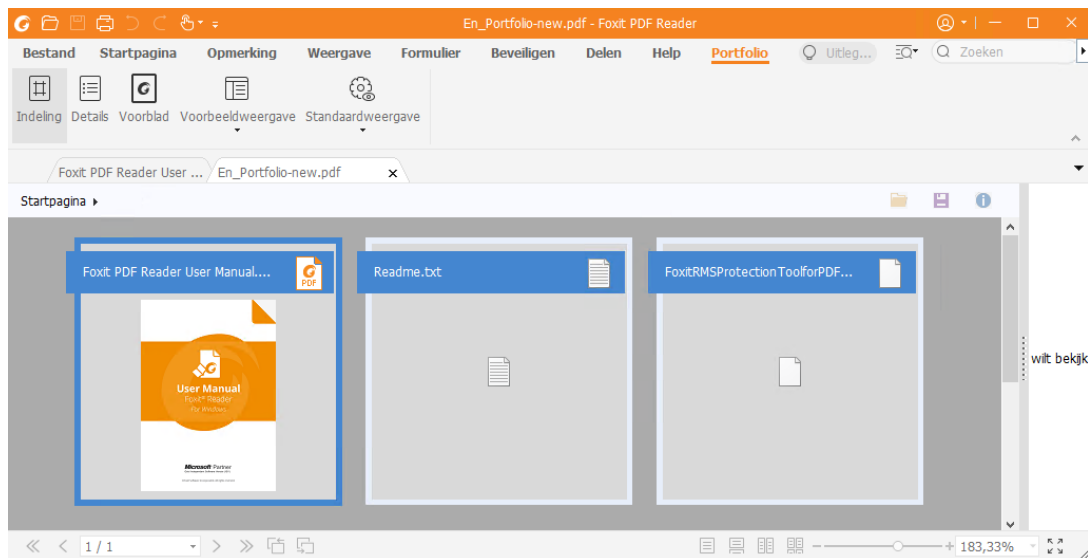 En_Portfolio-new.pdf - Foxit PDF Reader
Bestand Startpagina Opmerking Weergave Formulier Beveiligen Delen Help Portfolio Uitleg... Zoeken
Indeling Details Voorblad Voorbeeldweergave Standaardweergave
Foxit PDF Reader User ... En_Portfolio-new.pdf
Startpagina
Foxit PDF Reader User Manual.... PDF Readme.txt FoxitRMSProtectionToolforPDF...
User Manual
Foxit® Reader
For Windows
Microsoft Partner
wilt bekijk
1 / 1 183,33%